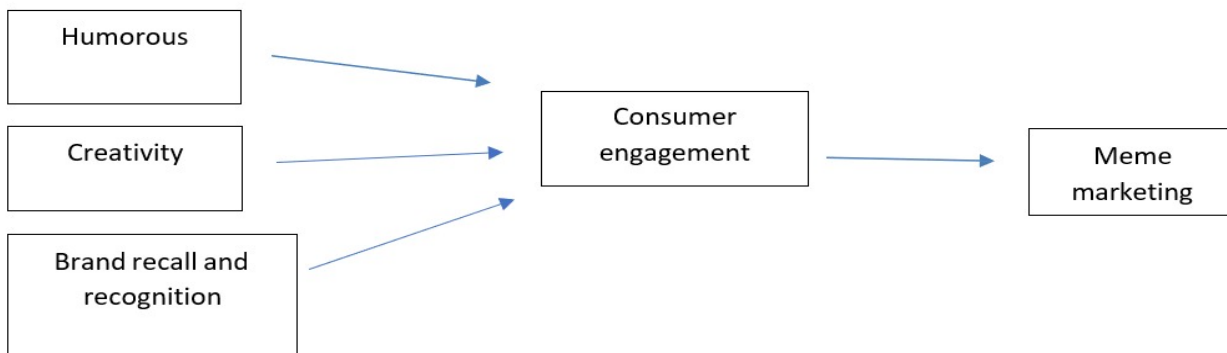 Humorous
Creativity
Brand recall and
recognition
Consumer
engagement
Meme
marketing